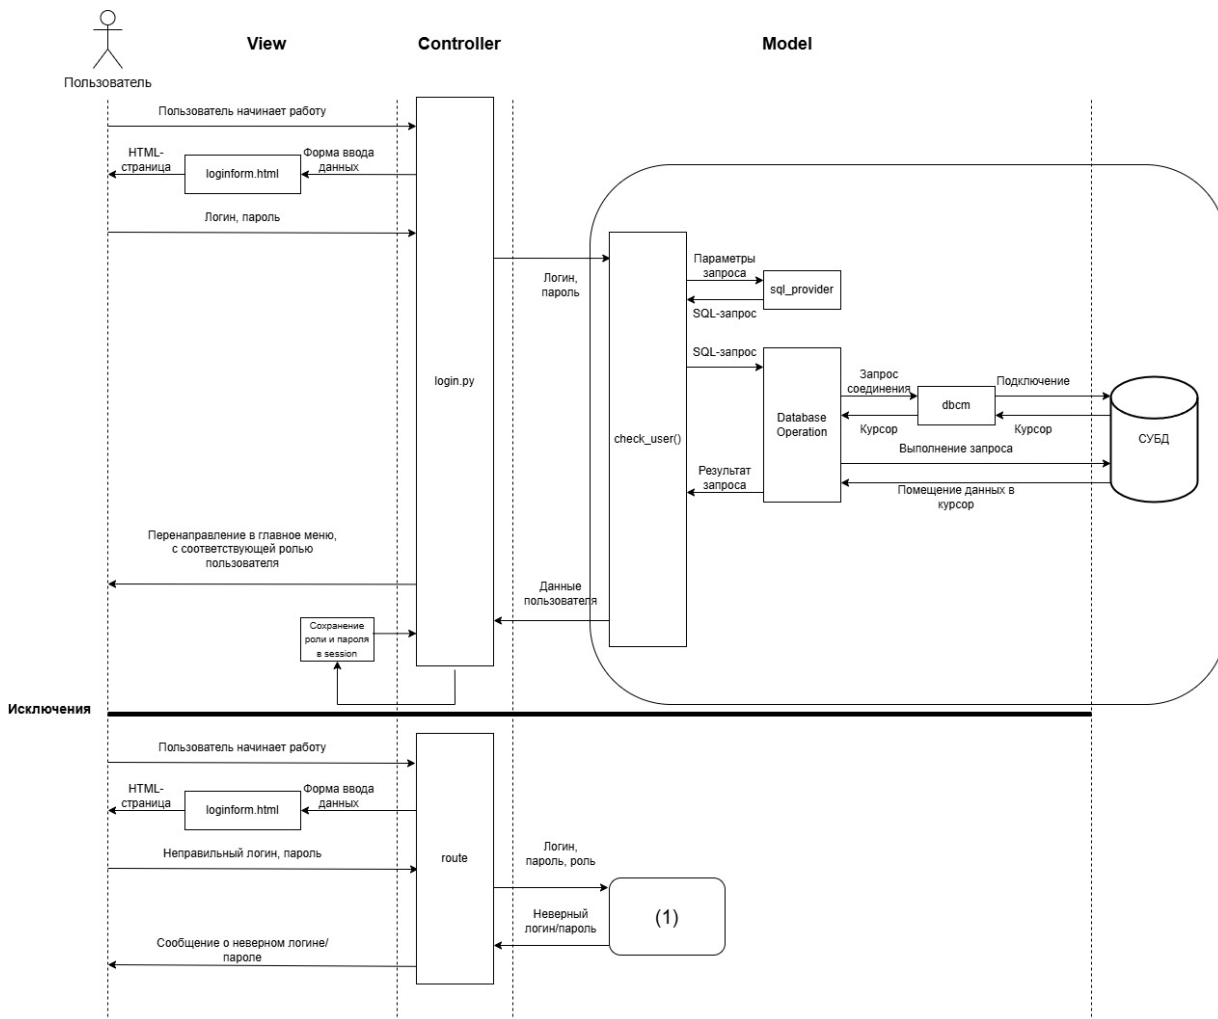 View
Controller
Model
Пользователь
Пользователь начинает работу
HTML-
страница
loginform.html
Форма ввода
данных
Логин, пароль
Логин,
пароль
Параметры
запроса
sql_provider
SQL-запрос
SQL-запрос
login.py
check_user()
Database
Operation
Запрос
соединения
dbcm
Подключение
Курсор
Курсор
СУБД
Выполнение запроса
Результат
запроса
Помещение данных в
курсор
Перенаправление в главное меню,
с соответствующей ролью
пользователя
Данные
пользователя
Сохранение
роли и пароля
в session
Исключения
Пользователь начинает работу
HTML-
страница
loginform.html
Форма ввода
данных
Неправильный логин, пароль
route
Логин,
пароль, роль
(1)
Неверный
логин/пароль
Сообщение о неверном логине/
пароле